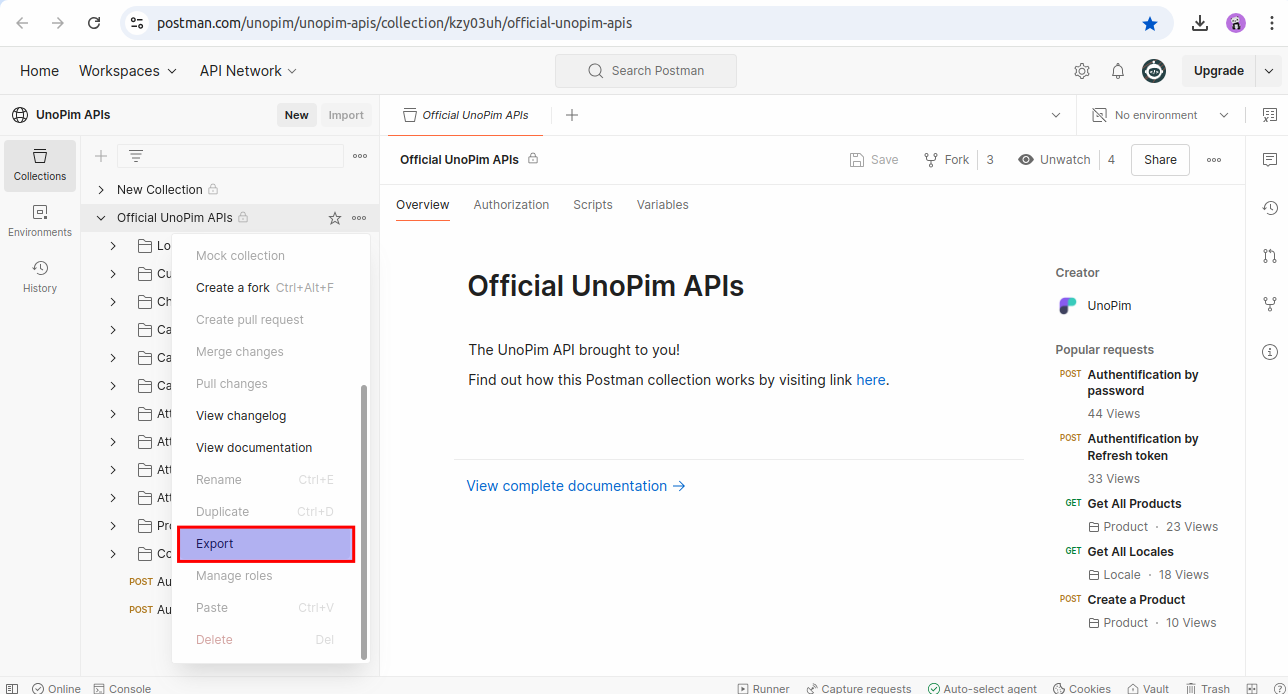 postman.com/unopim/unopim-apis/collection/kzy03uh/official-unopim-apis
Home Workspaces API Network Search Postman Upgrade
UnoPim APIs New Import Official UnoPim APIs No environment
Collections
Environments
History
New Collection
Official UnoPim APIs
Lo
Cu
Ch
Ca
Ca
Ca
Att
Att
Att
Att
Pro
Co
POST Au
POST Au
Mock collection
Create a fork Ctrl+Alt+F
Create pull request
Merge changes
Pull changes
View changelog
View documentation
Rename Ctrl+E
Duplicate Ctrl+D
Export
Manage roles
Paste Ctrl+V
Delete Del
Official UnoPim APIs Save Fork 3 Unwatch 4 Share
Overview Authorization Scripts Variables
Official UnoPim APIs
The UnoPim API brought to you!
Find out how this Postman collection works by visiting link here.
View complete documentation →
Creator
UnoPim
Popular requests
POST Authentification by
password
44 Views
POST Authentification by
Refresh token
33 Views
GET Get All Products
Product · 23 Views
GET Get All Locales
Locale · 18 Views
POST Create a Product
Product · 10 Views
Online Console Runner Capture requests Auto-select agent Cookies Vault Trash